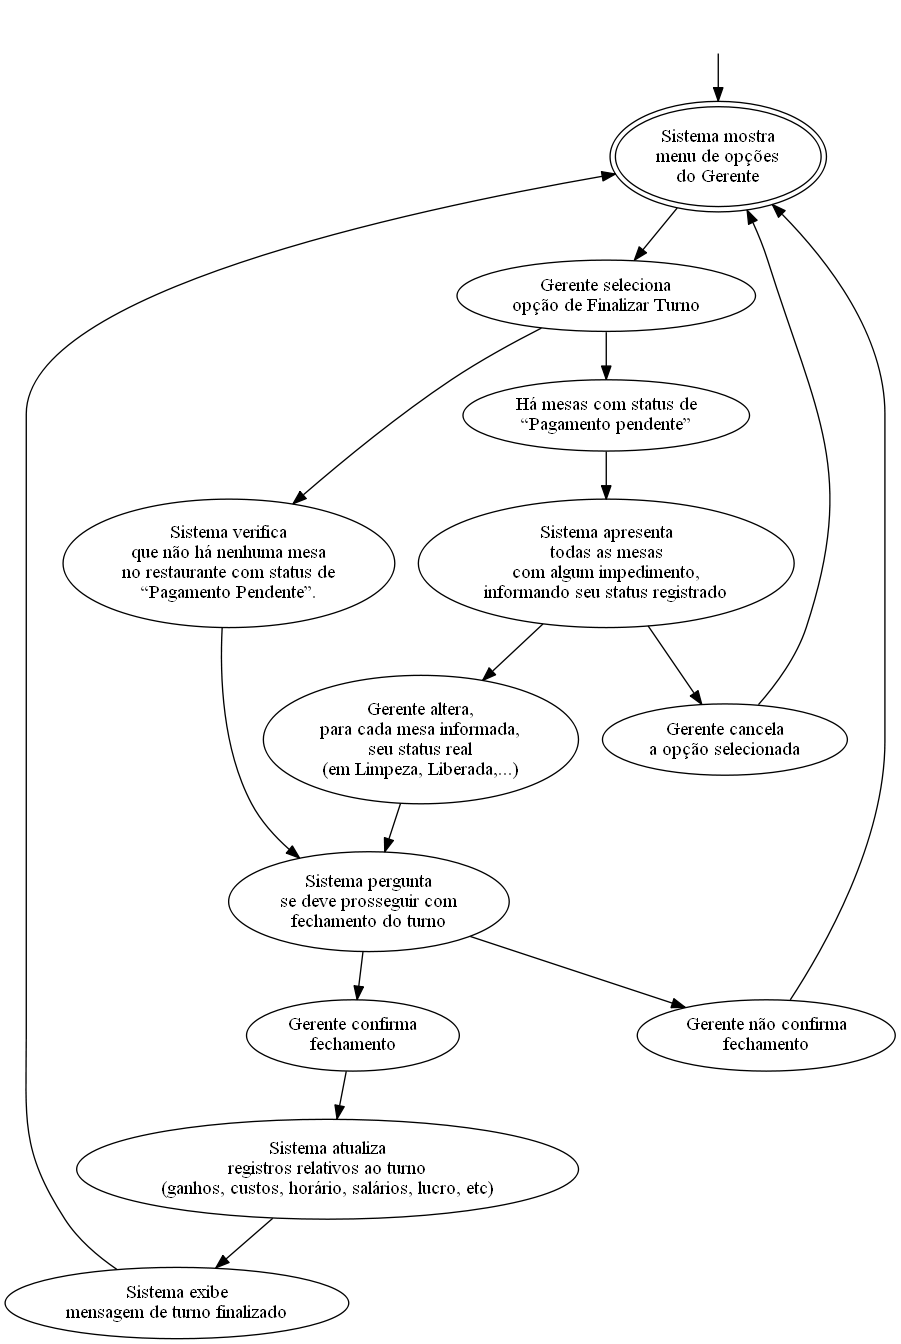 Sistema mostra
menu de opções
do Gerente
Gerente seleciona
opção de Finalizar Turno
Há mesas com status de
“Pagamento pendente”
Sistema verifica
que não há nenhuma mesa
no restaurante com status de
“Pagamento Pendente”.
Sistema apresenta
todas as mesas
com algum impedimento,
informando seu status registrado
Gerente altera,
para cada mesa informada,
seu status real
(em Limpeza, Liberada,...)
Gerente cancela
a opção selecionada
Sistema pergunta
se deve prosseguir com
fechamento do turno
Gerente confirma
fechamento
Gerente não confirma
fechamento
Sistema atualiza
registros relativos ao turno
(ganhos, custos, horário, salários, lucro, etc)
Sistema exibe
mensagem de turno finalizado